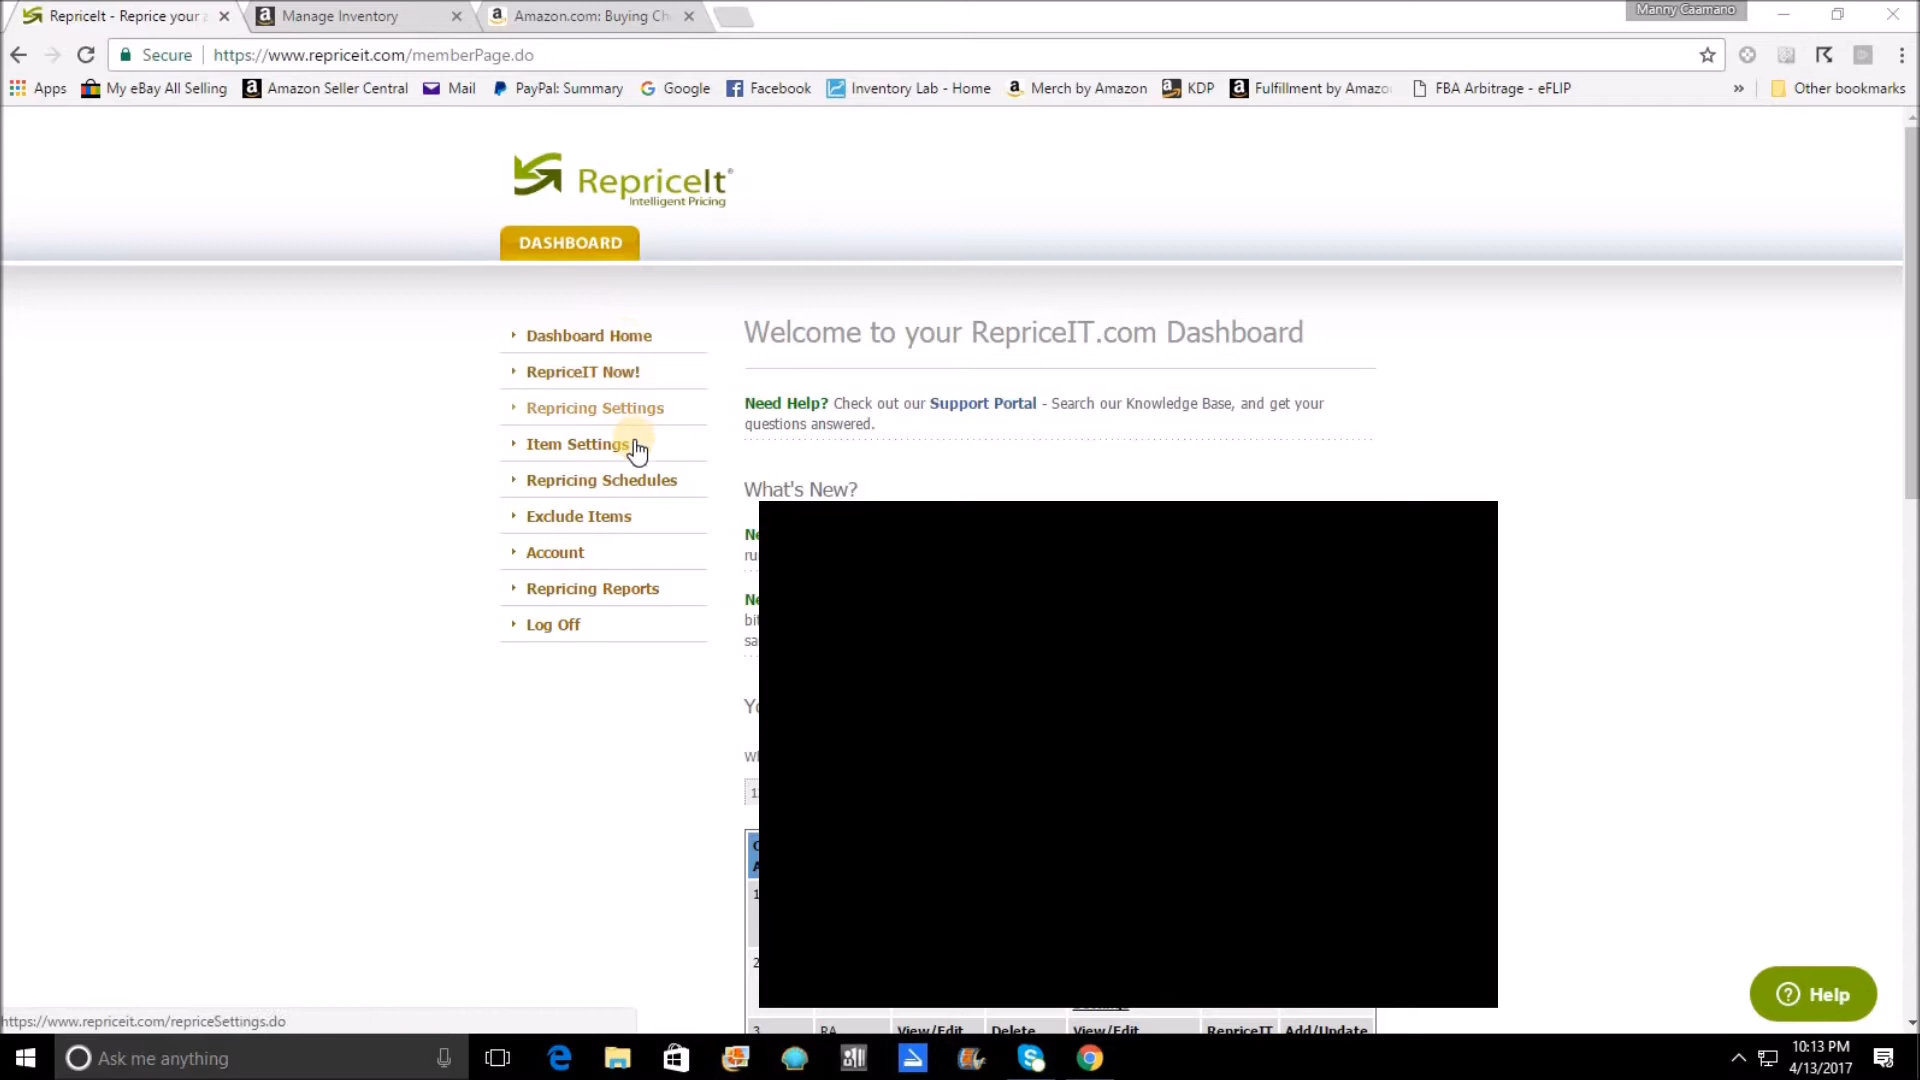 RepriceIt - Reprice your a
Manage Inventory
Amazon.com: Buying Ch
Manny Caamano
Secure
https://www.repriceit.com/memberPage.do
Apps
My eBay All Selling
Amazon Seller Central
Mail
PayPal: Summary
Google
Facebook
Inventory Lab - Home
Merch by Amazon
KDP
Fulfillment by Amazo
FBA Arbitrage - eFLIP
»
Other bookmarks
RepriceIt®
Intelligent Pricing
DASHBOARD
Dashboard Home
RepriceIT Now!
Repricing Settings
Item Settings
Repricing Schedules
Exclude Items
Account
Repricing Reports
Log Off
Welcome to your RepriceIT.com Dashboard
Need Help? Check out our Support Portal - Search our Knowledge Base, and get your
questions answered.
What's New?
3 RA View/Edit Delete View/Edit RepriceIT Add/Update
Help
https://www.repriceit.com/repriceSettings.do
Ask me anything
10:13 PM
4/13/2017